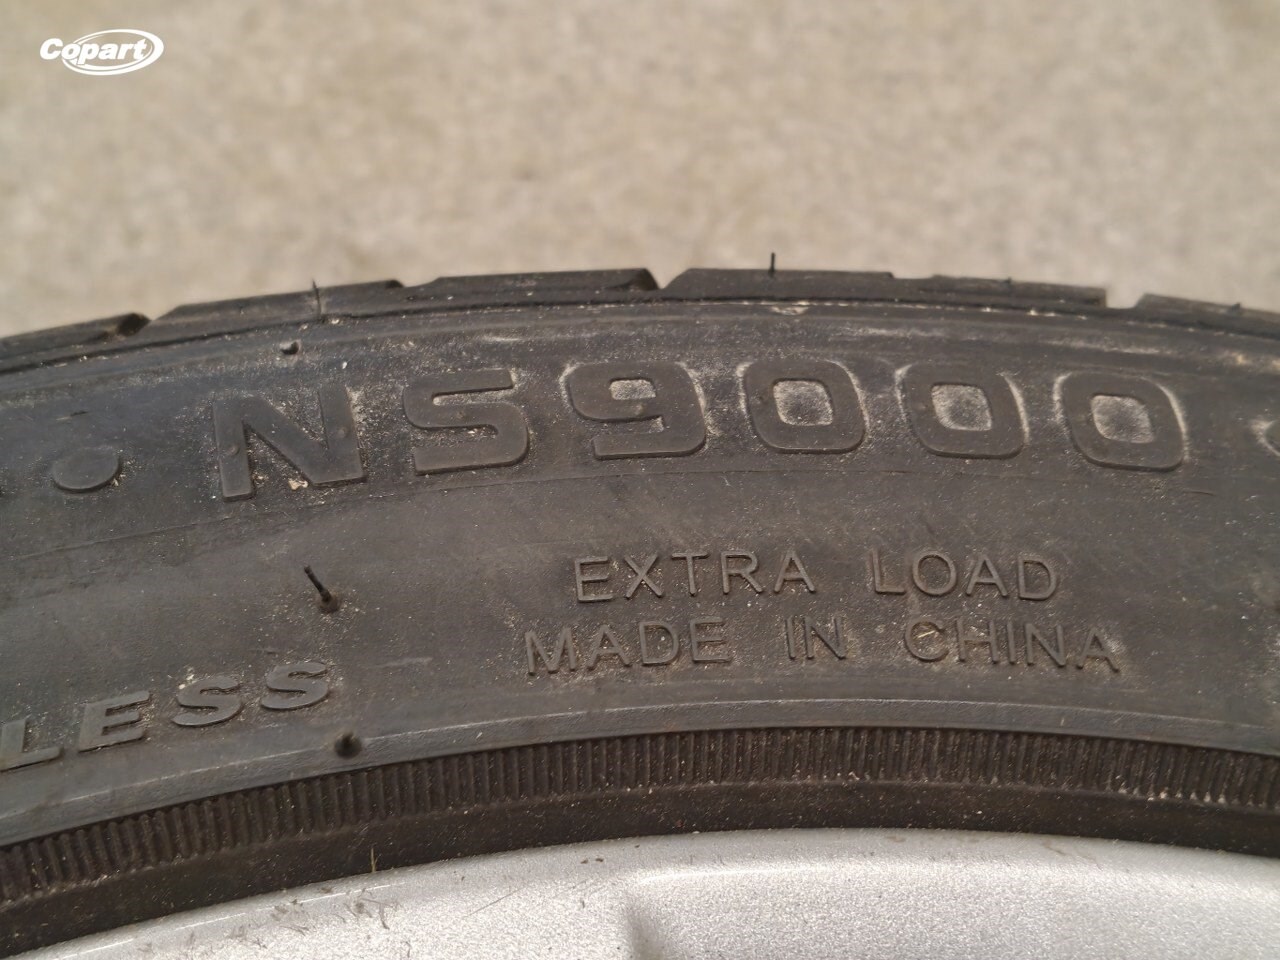 Copart
NS9000
EXTRA LOAD
MADE IN CHINA
LESS